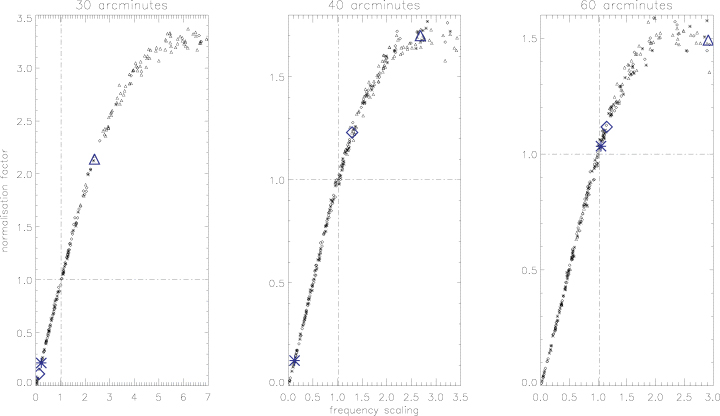 30 arcminutes
40 arcminutes
60 arcminutes
normalisation factor
3.5
3.0
2.5
2.0
1.5
1.0
0.5
0.0
0 1 2 3 4 5 6 7
1.5
1.0
0.5
0.0
0.0 0.5 1.0 1.5 2.0 2.5 3.0 3.5
frequency scaling
1.5
1.0
0.5
0.0
0.0 0.5 1.0 1.5 2.0 2.5 3.0